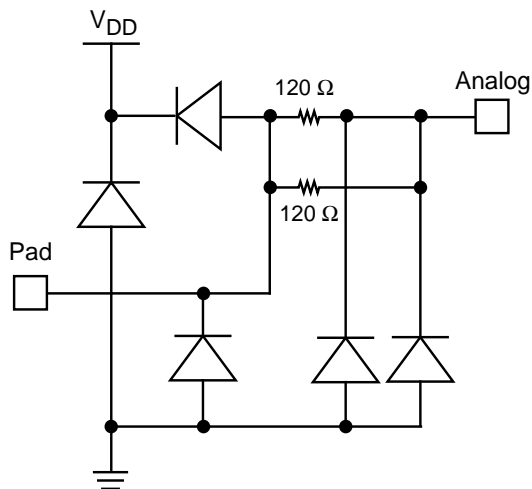 VDD
Analog
120 Ω
120 Ω
Pad